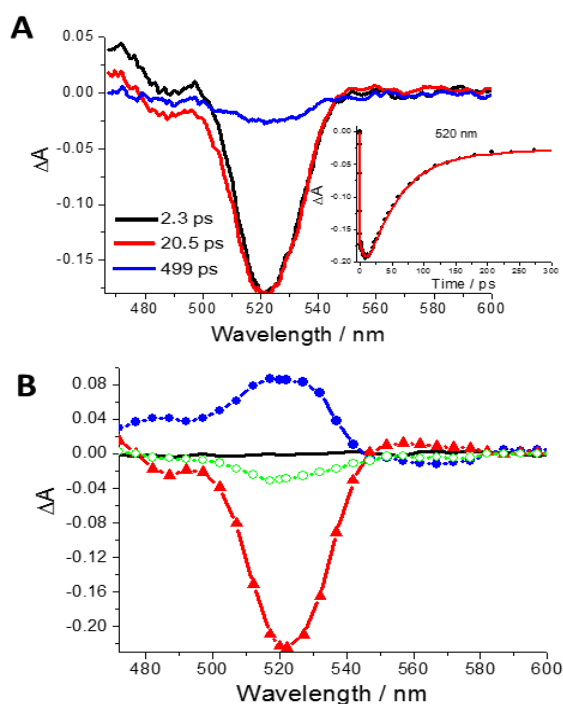 A
0.05
0.00
-0.05
-0.10
-0.15
ΔA
2.3 ps
20.5 ps
499 ps
520 nm
0.00
-0.05
-0.10
-0.15
-0.20
ΔA
0 50 100 150 200 250 300
Time / ps
480 500 520 540 560 580 600
Wavelength / nm
B
0.08
0.04
0.00
-0.04
-0.08
-0.12
-0.16
-0.20
ΔA
480 500 520 540 560 580 600
Wavelength / nm